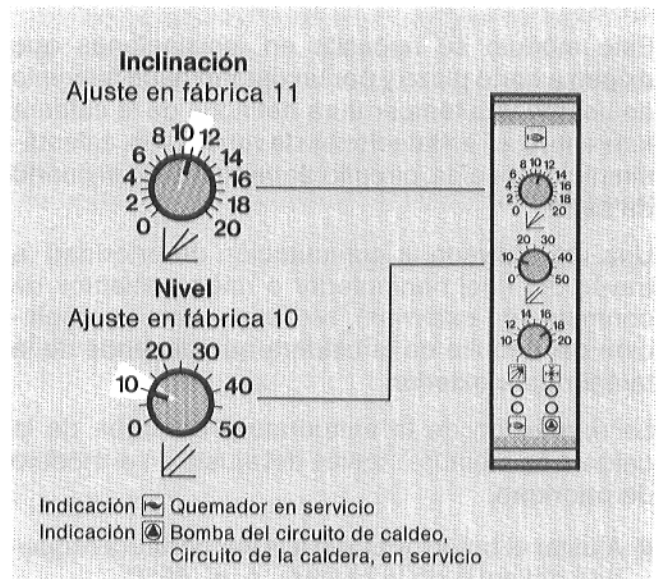 Inclinación
Ajuste en fábrica 11
0 2 4 6 8 10 12 14 16 18 20
Nivel
Ajuste en fábrica 10
0 10 20 30 40 50
0 2 4 6 8 10 12 14 16 18 20
0 10 20 30 40 50
10 12 14 16 18 20
Indicación Quemador en servicio
Indicación Bomba del circuito de caldeo,
Circuito de la caldera, en servicio